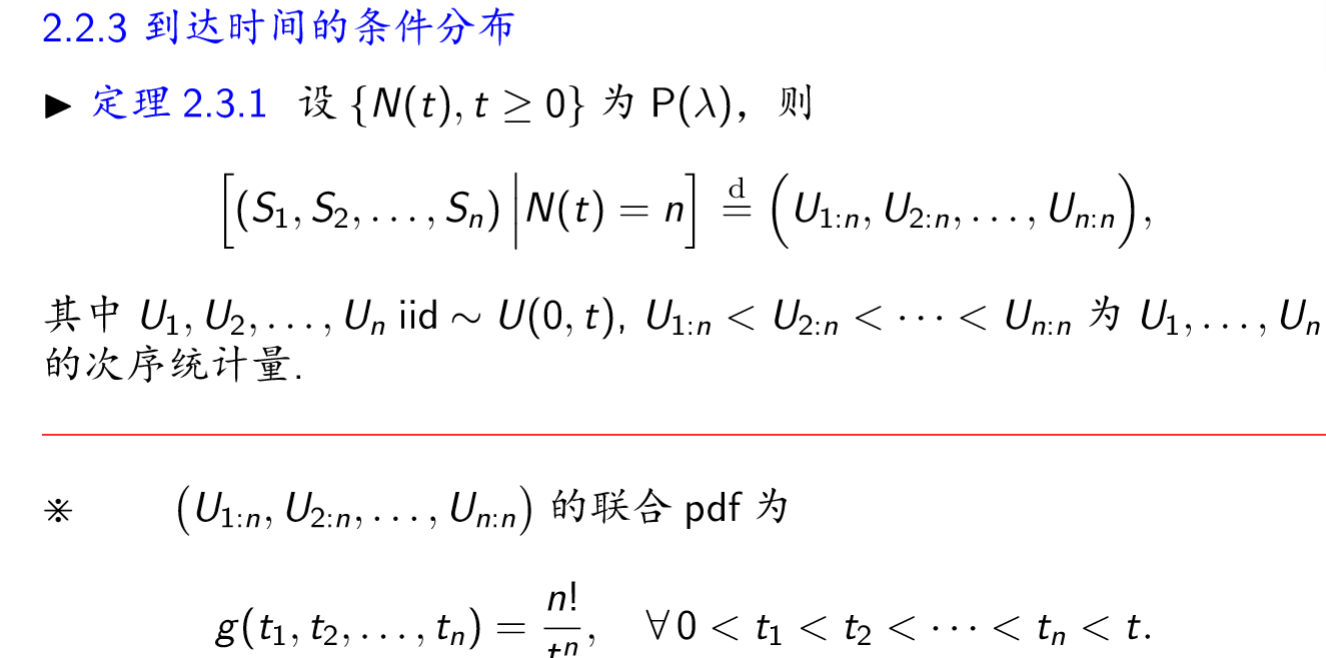 2.2.3 到达时间的条件分布
▶ 定理 2.3.1 设 {N(t), t ≥ 0} 为 P(λ)，则
[(S₁, S₂, . . . , Sₙ) | N(t) = n] =ᵈ (U₁:ₙ, U₂:ₙ, . . . , Uₙ:ₙ),
其中 U₁, U₂, . . . , Uₙ iid ∼ U(0, t), U₁:ₙ < U₂:ₙ < · · · < Uₙ:ₙ 为 U₁, . . . , Uₙ
的次序统计量.
※ (U₁:ₙ, U₂:ₙ, . . . , Uₙ:ₙ) 的联合 pdf 为
g(t₁, t₂, . . . , tₙ) = n!/tⁿ, ∀ 0 < t₁ < t₂ < · · · < tₙ < t.